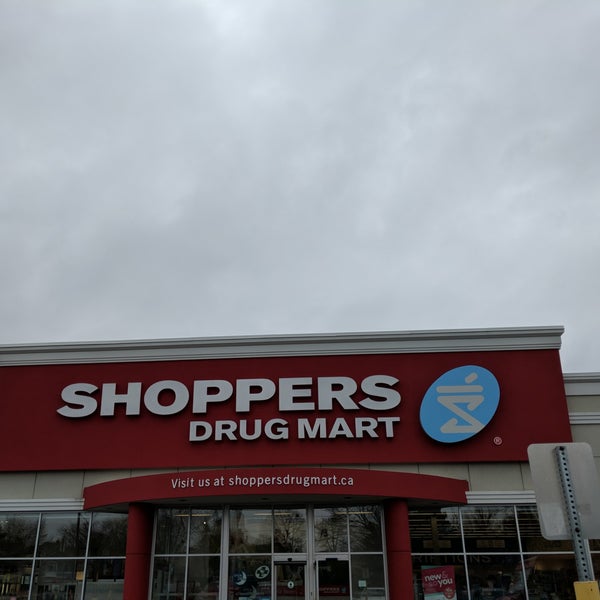 SHOPPERS
DRUG MART
®
Visit us at shoppersdrugmart.ca
new
you